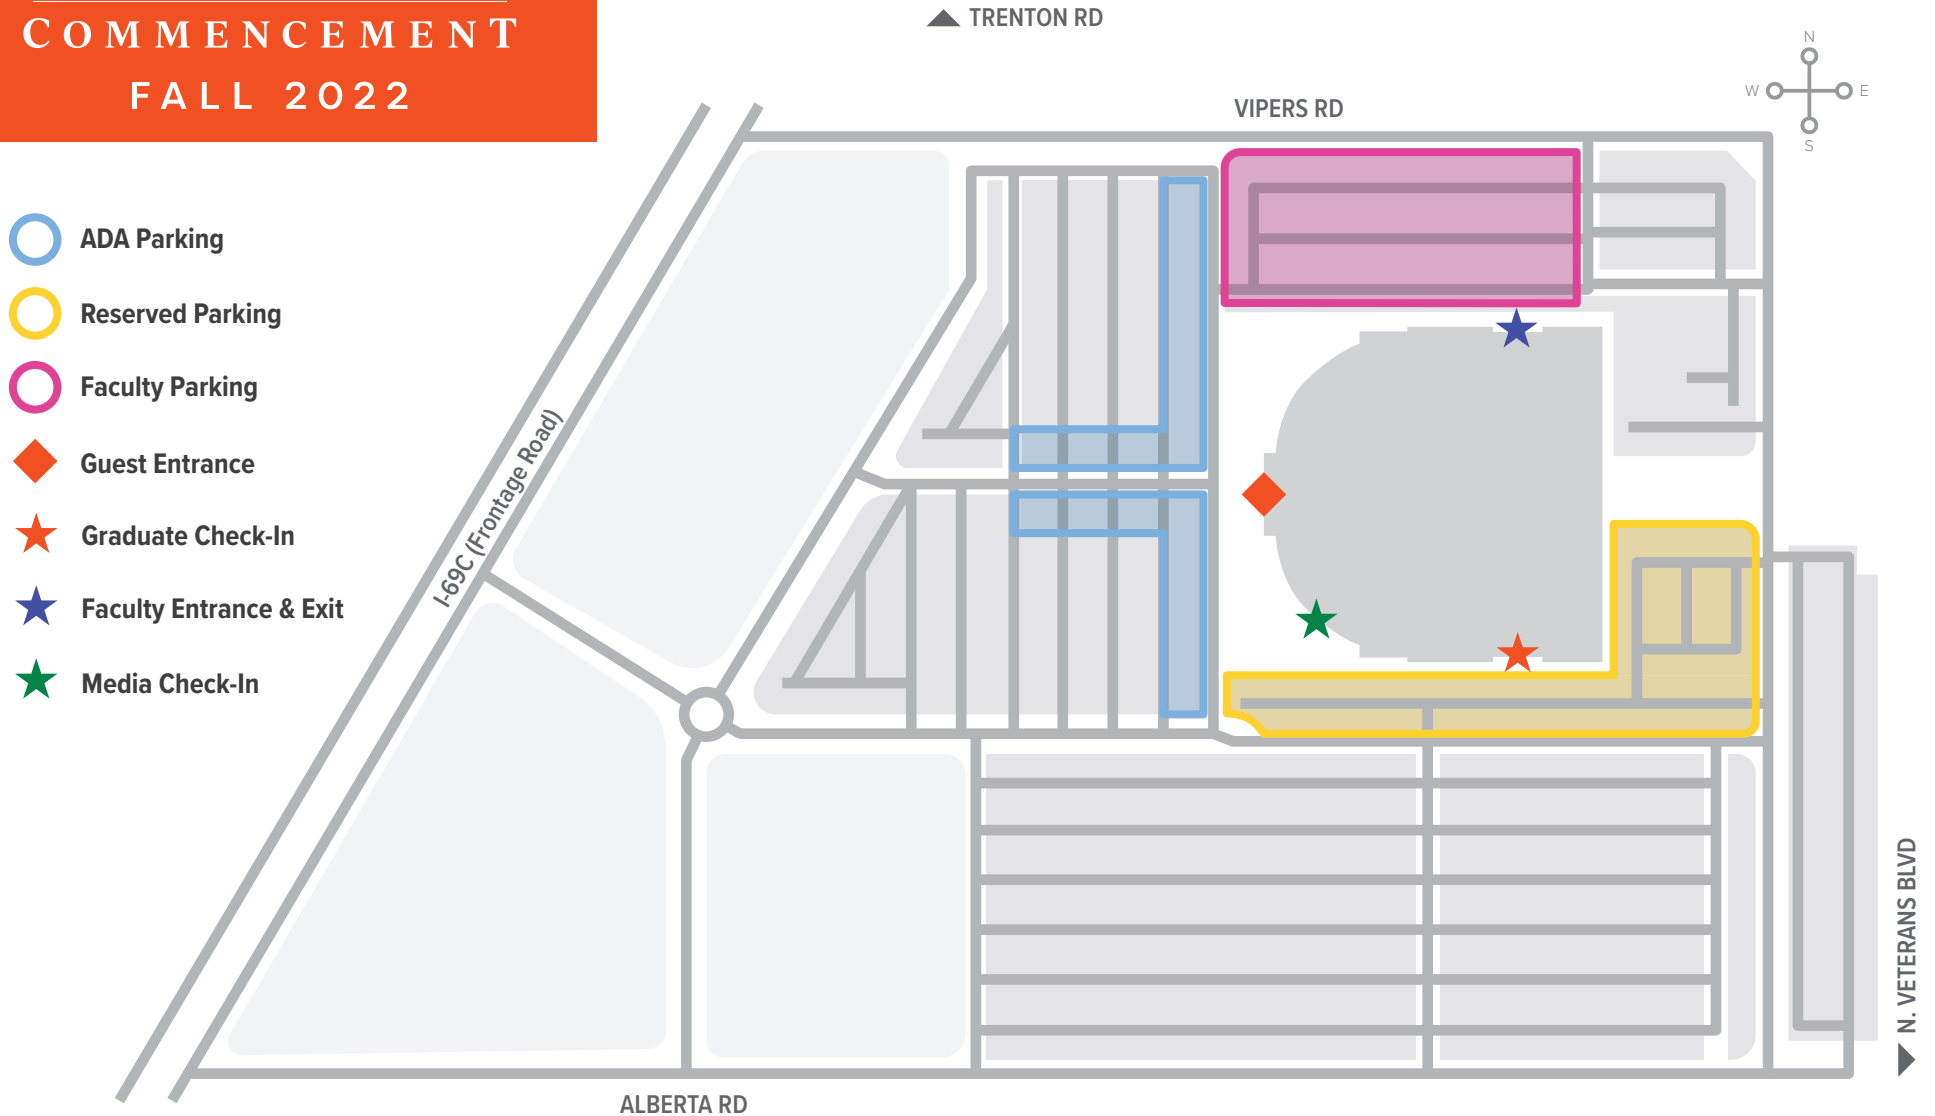 COMMENCEMENT
FALL 2022
TRENTON RD
VIPERS RD
N
W
E
S
ADA Parking
Reserved Parking
Faculty Parking
Guest Entrance
Graduate Check-In
Faculty Entrance & Exit
Media Check-In
I-69C (Frontage Road)
N. VETERANS BLVD
ALBERTA RD